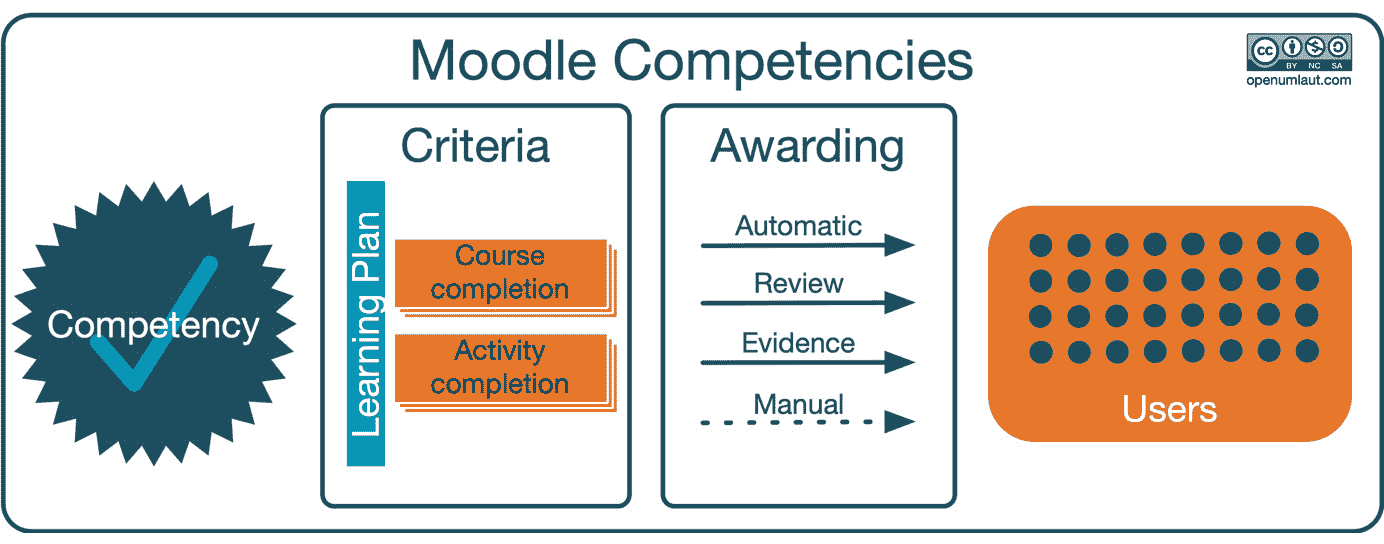 Moodle Competencies
cc
BY NC SA
openumlaut.com
Competency
Criteria
Learning Plan
Course
completion
Activity
completion
Awarding
Automatic
Review
Evidence
Manual
Users